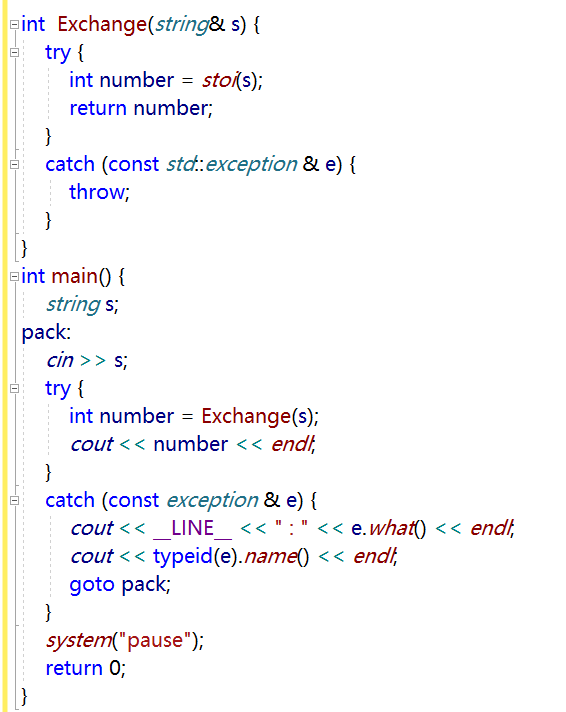 int  Exchange(string& s) {
    try {
        int number = stoi(s);
        return number;
    }
    catch (const std::exception & e) {
        throw;
    }
}
int main() {
    string s;
pack:
    cin >> s;
    try {
        int number = Exchange(s);
        cout << number << endl;
    }
    catch (const exception & e) {
        cout << __LINE__ << " : " << e.what() << endl;
        cout << typeid(e).name() << endl;
        goto pack;
    }
    system("pause");
    return 0;
}